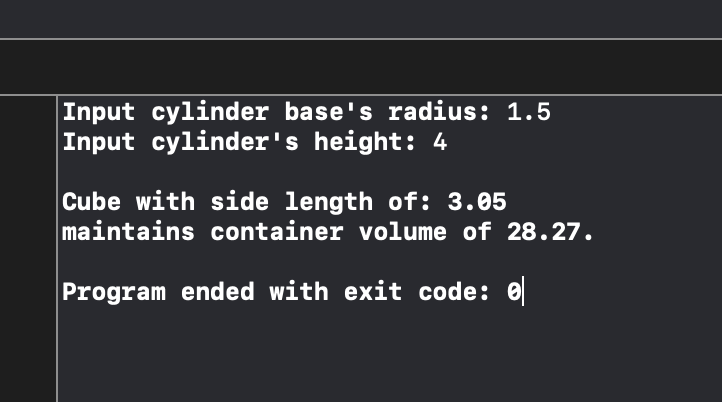 Input cylinder base's radius: 1.5
Input cylinder's height: 4
Cube with side length of: 3.05
maintains container volume of 28.27.
Program ended with exit code: 0